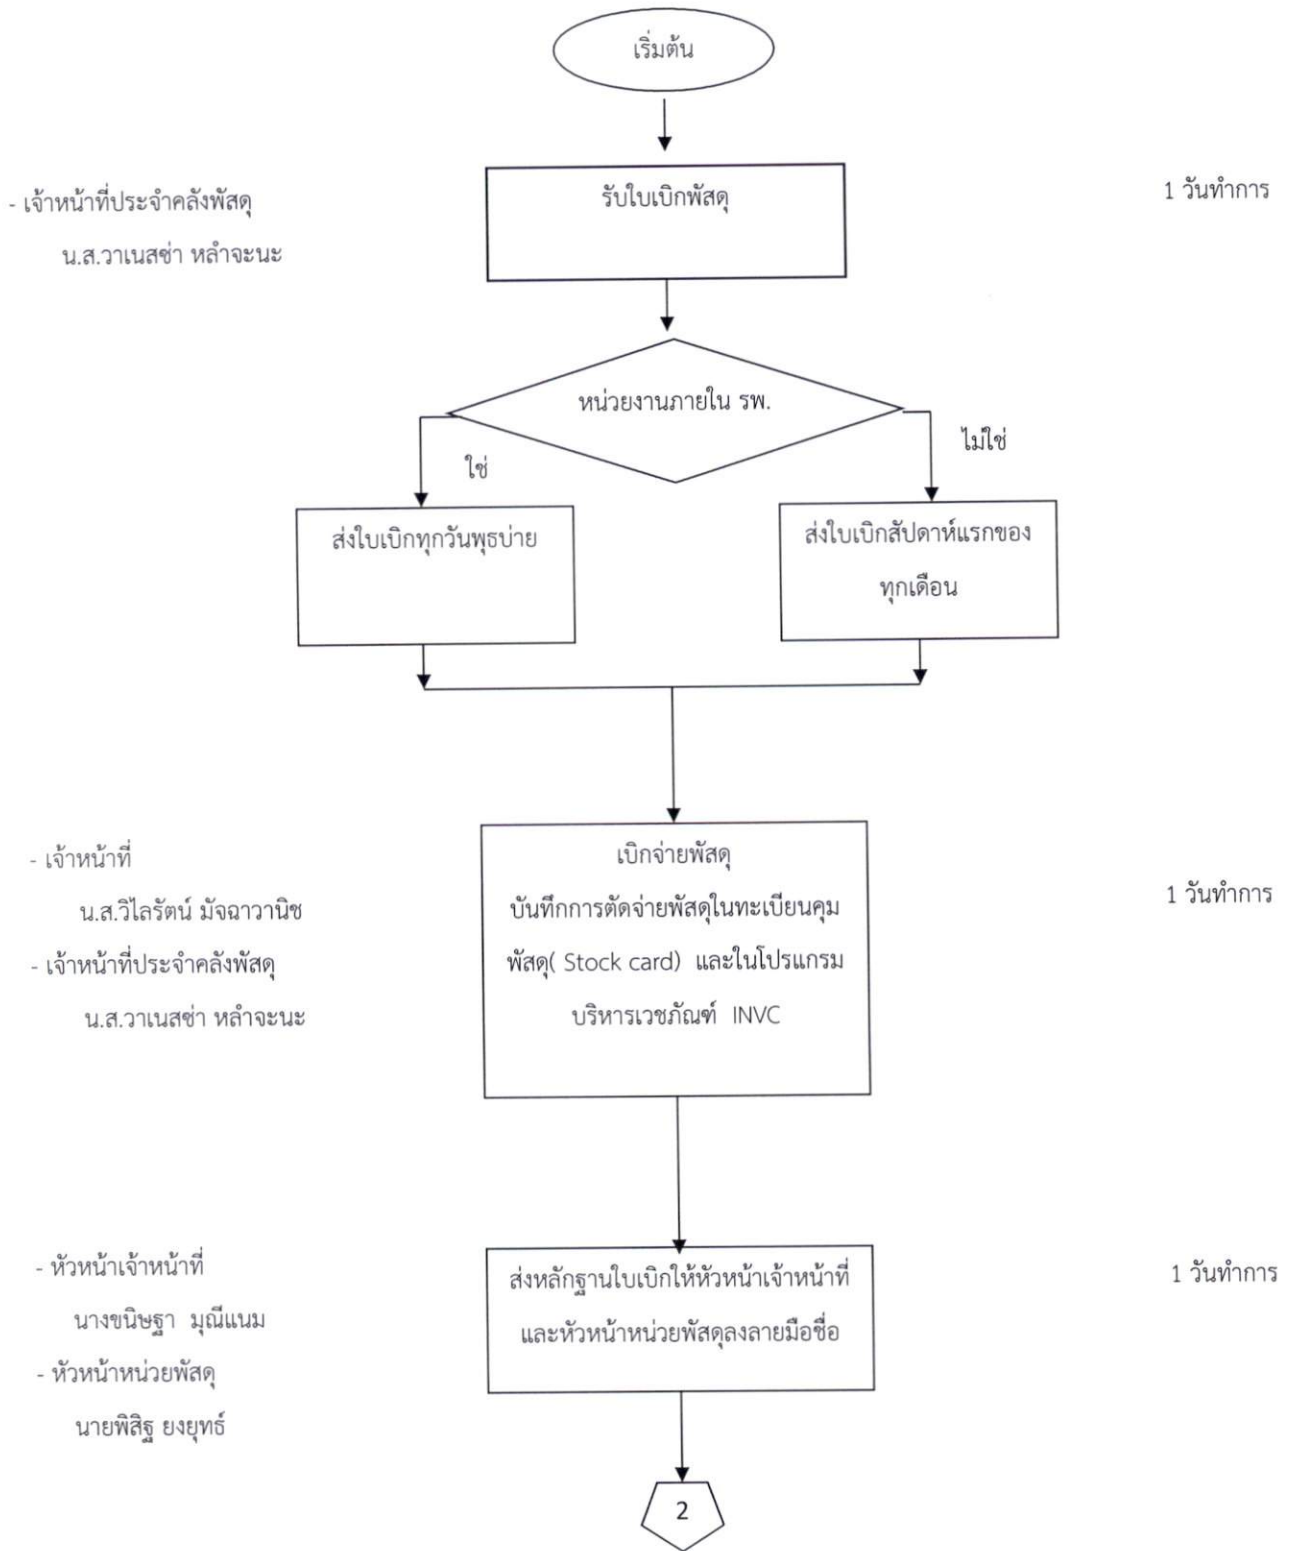 เริ่มต้น
- เจ้าหน้าที่ประจำคลังพัสดุ
น.ส.วาเนสซ่า หลำจะนะ
รับใบเบิกพัสดุ
1 วันทำการ
หน่วยงานภายใน รพ.
ใช่
ไม่ใช่
ส่งใบเบิกทุกวันพุธบ่าย
ส่งใบเบิกสัปดาห์แรกของ
ทุกเดือน
- เจ้าหน้าที่
น.ส.วิไลรัตน์ มัจฉาวานิช
- เจ้าหน้าที่ประจำคลังพัสดุ
น.ส.วาเนสซ่า หลำจะนะ
เบิกจ่ายพัสดุ
บันทึกการตัดจ่ายพัสดุในทะเบียนคุม
พัสดุ( Stock card) และในโปรแกรม
บริหารเวชภัณฑ์ INVC
1 วันทำการ
- หัวหน้าเจ้าหน้าที่
นางขนิษฐา มุณีแนม
- หัวหน้าหน่วยพัสดุ
นายพิสิฐ ยงยุทธ์
ส่งหลักฐานใบเบิกให้หัวหน้าเจ้าหน้าที่
และหัวหน้าหน่วยพัสดุลงลายมือชื่อ
1 วันทำการ
2